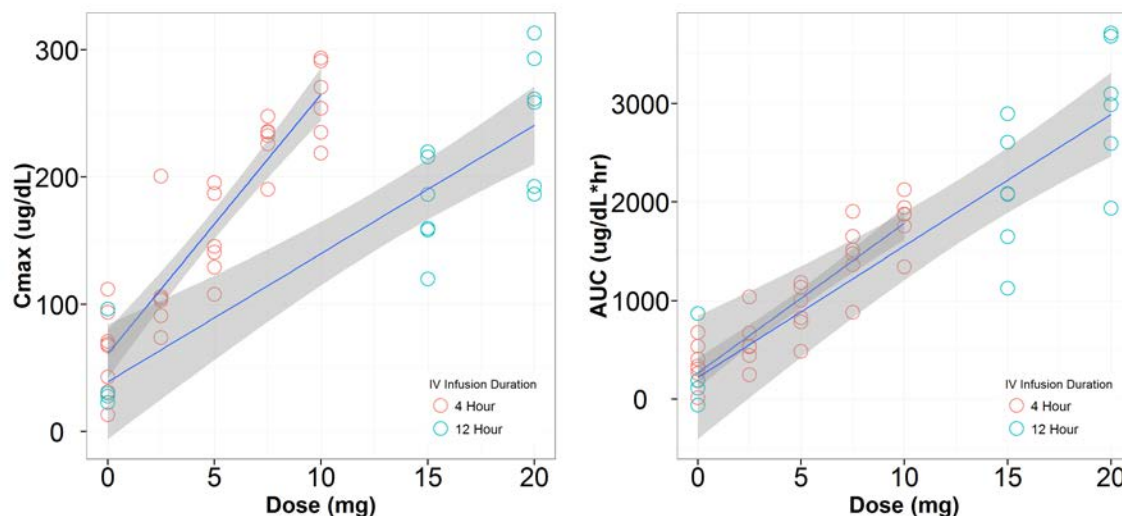 Cmax (ug/dL)
300
200
100
0
0
5
10
15
20
Dose (mg)
IV Infusion Duration
4 Hour
12 Hour
AUC (ug/dL*hr)
3000
2000
1000
0
0
5
10
15
20
Dose (mg)
IV Infusion Duration
4 Hour
12 Hour